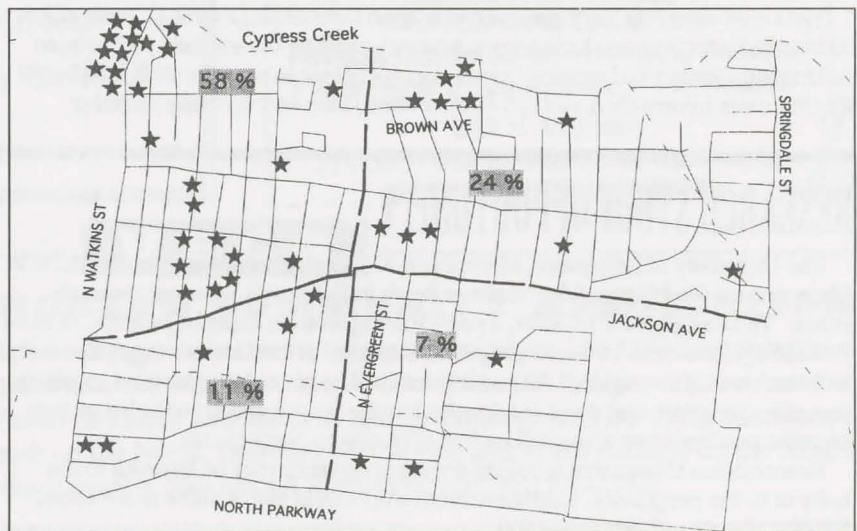 Cypress Creek
58 %
BROWN AVE
24 %
SPRINGDALE ST
N WATKINS ST
N EVERGREEN ST
JACKSON AVE
7 %
11 %
NORTH PARKWAY